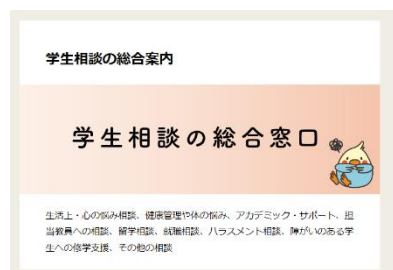 学生相談の総合案内
学生相談の総合窓口
生活上・心の悩み相談、健康管理や体の悩み、アカデミック・サポート、担
当教員への相談、留学相談、就職相談、ハラスメント相談、障がいのある学
生への修学支援、その他の相談